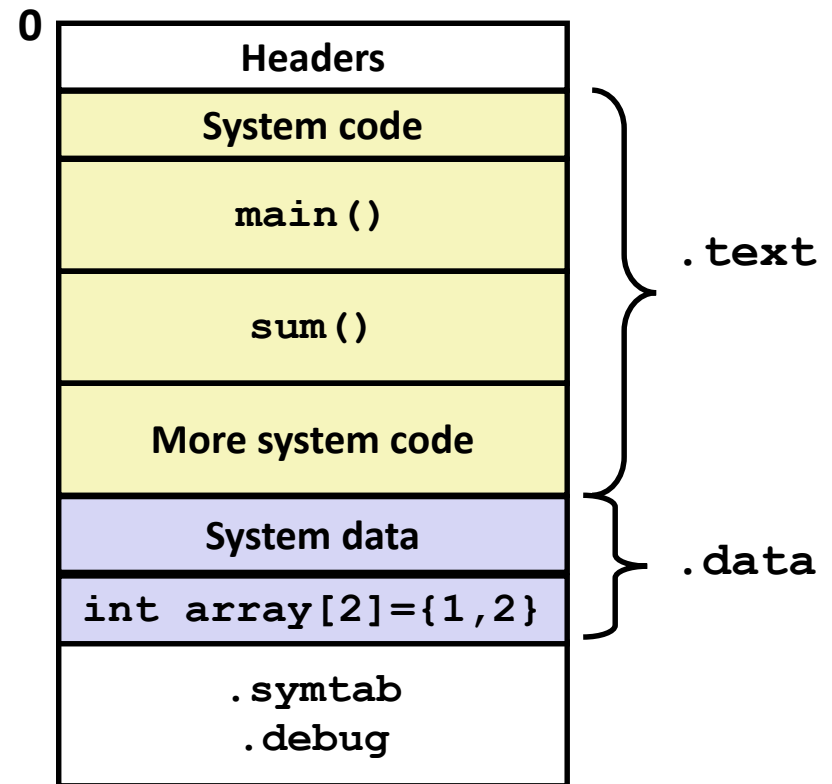 0
Headers
System code
main()
sum()
More system code
.text
System data
int array[2]={1,2}
.data
.symtab
.debug